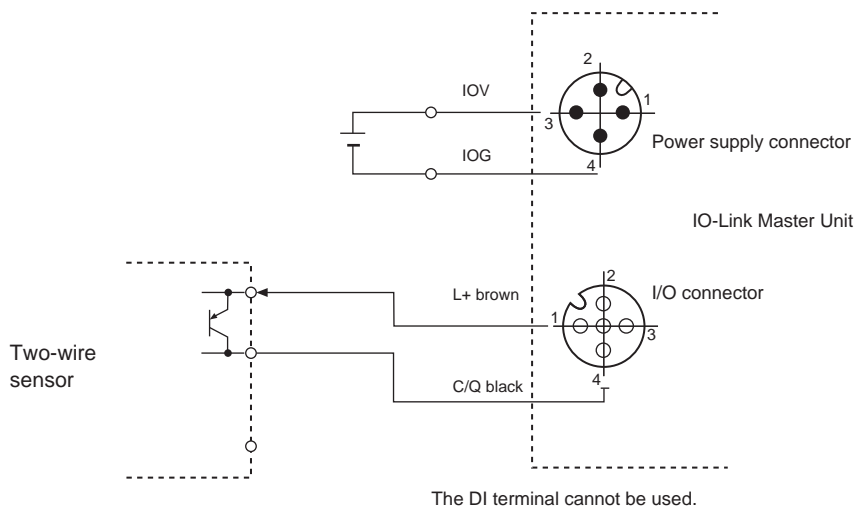 2
IOV
1
3
Power supply connector
IOG
4
IO-Link Master Unit
2
L+ brown
I/O connector
1
3
Two-wire
sensor
4
C/Q black
The DI terminal cannot be used.